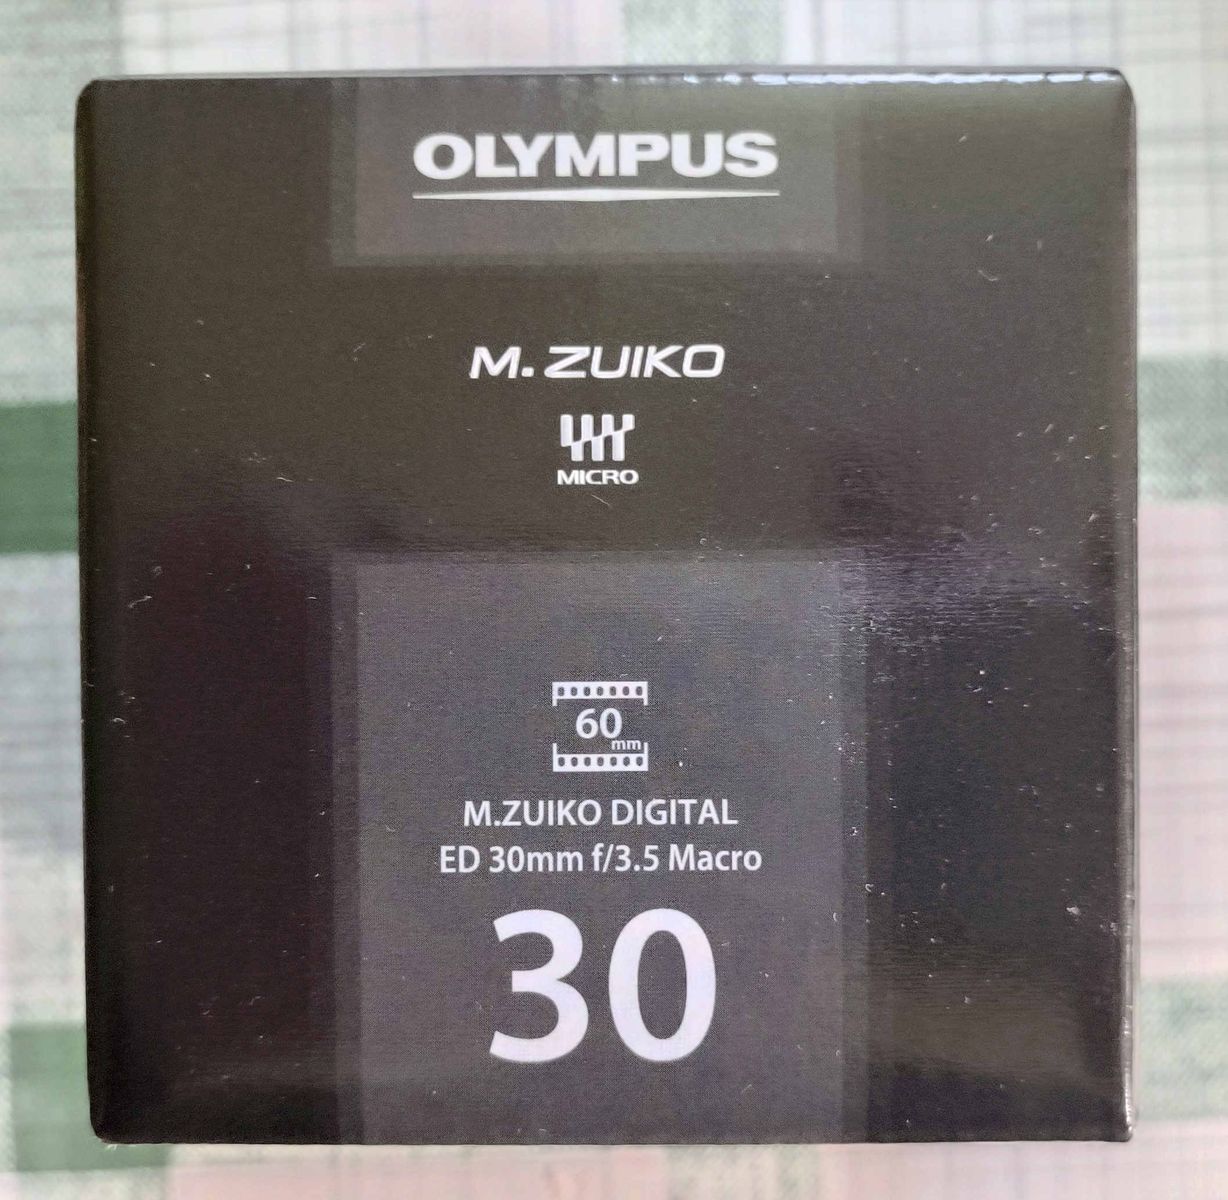 OLYMPUS
M.ZUIKO
MICRO
60mm
M.ZUIKO DIGITAL
ED 30mm f/3.5 Macro
30